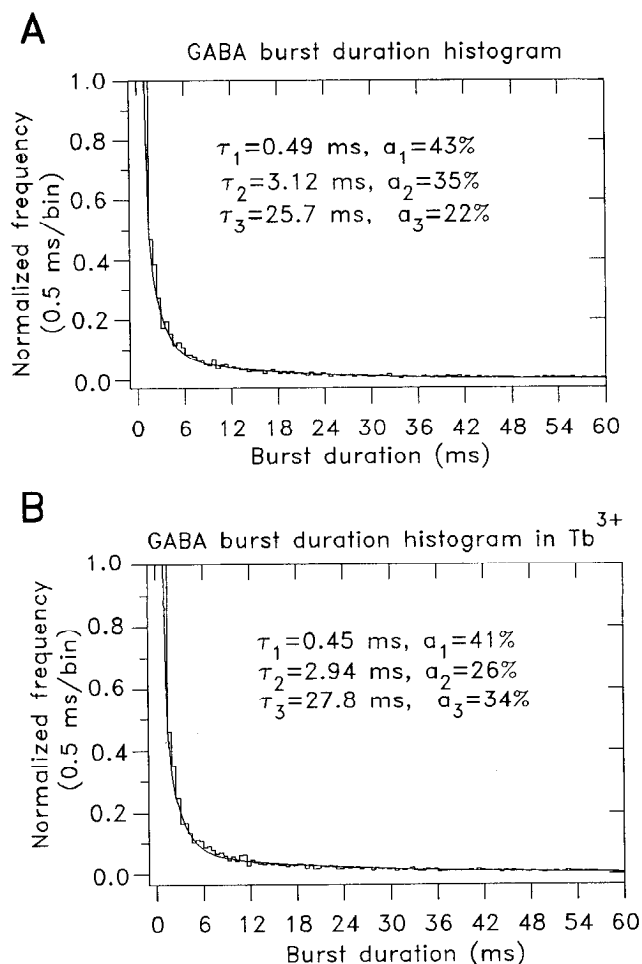 A
GABA burst duration histogram
Normalized frequency
(0.5 ms/bin)
1.0
0.8
0.6
0.4
0.2
0.0
τ1=0.49 ms, a1=43%
τ2=3.12 ms, a2=35%
τ3=25.7 ms, a3=22%
0 6 12 18 24 30 36 42 48 54 60
Burst duration (ms)
B
GABA burst duration histogram in Tb3+
Normalized frequency
(0.5 ms/bin)
1.0
0.8
0.6
0.4
0.2
0.0
τ1=0.45 ms, a1=41%
τ2=2.94 ms, a2=26%
τ3=27.8 ms, a3=34%
0 6 12 18 24 30 36 42 48 54 60
Burst duration (ms)